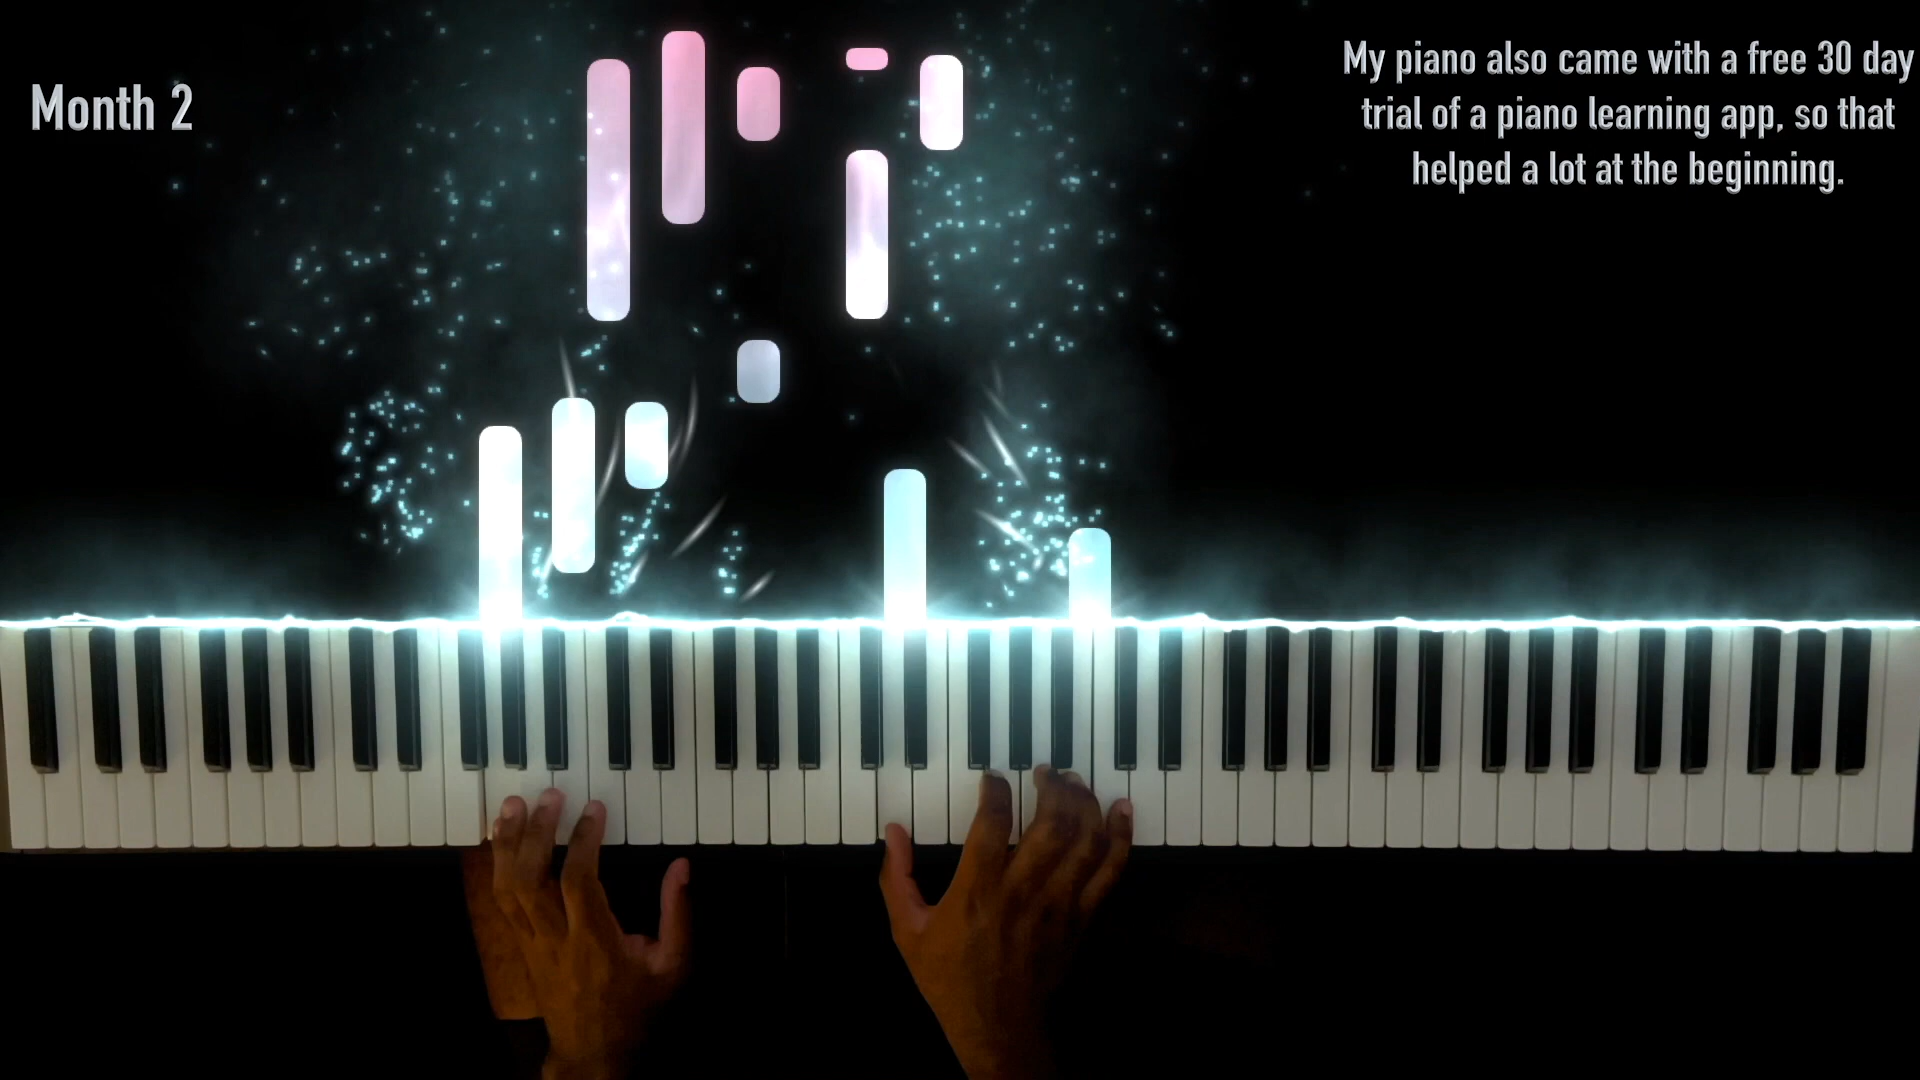 Month 2
My piano also came with a free 30 day
trial of a piano learning app, so that
helped a lot at the beginning.